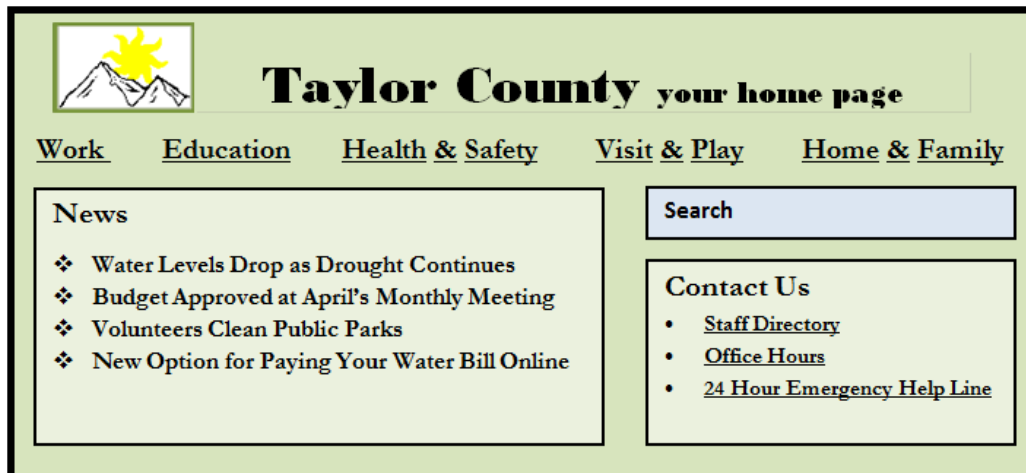 Taylor County your home page
Work Education Health & Safety Visit & Play Home & Family
News
❖ Water Levels Drop as Drought Continues
❖ Budget Approved at April's Monthly Meeting
❖ Volunteers Clean Public Parks
❖ New Option for Paying Your Water Bill Online
Search
Contact Us
• Staff Directory
• Office Hours
• 24 Hour Emergency Help Line